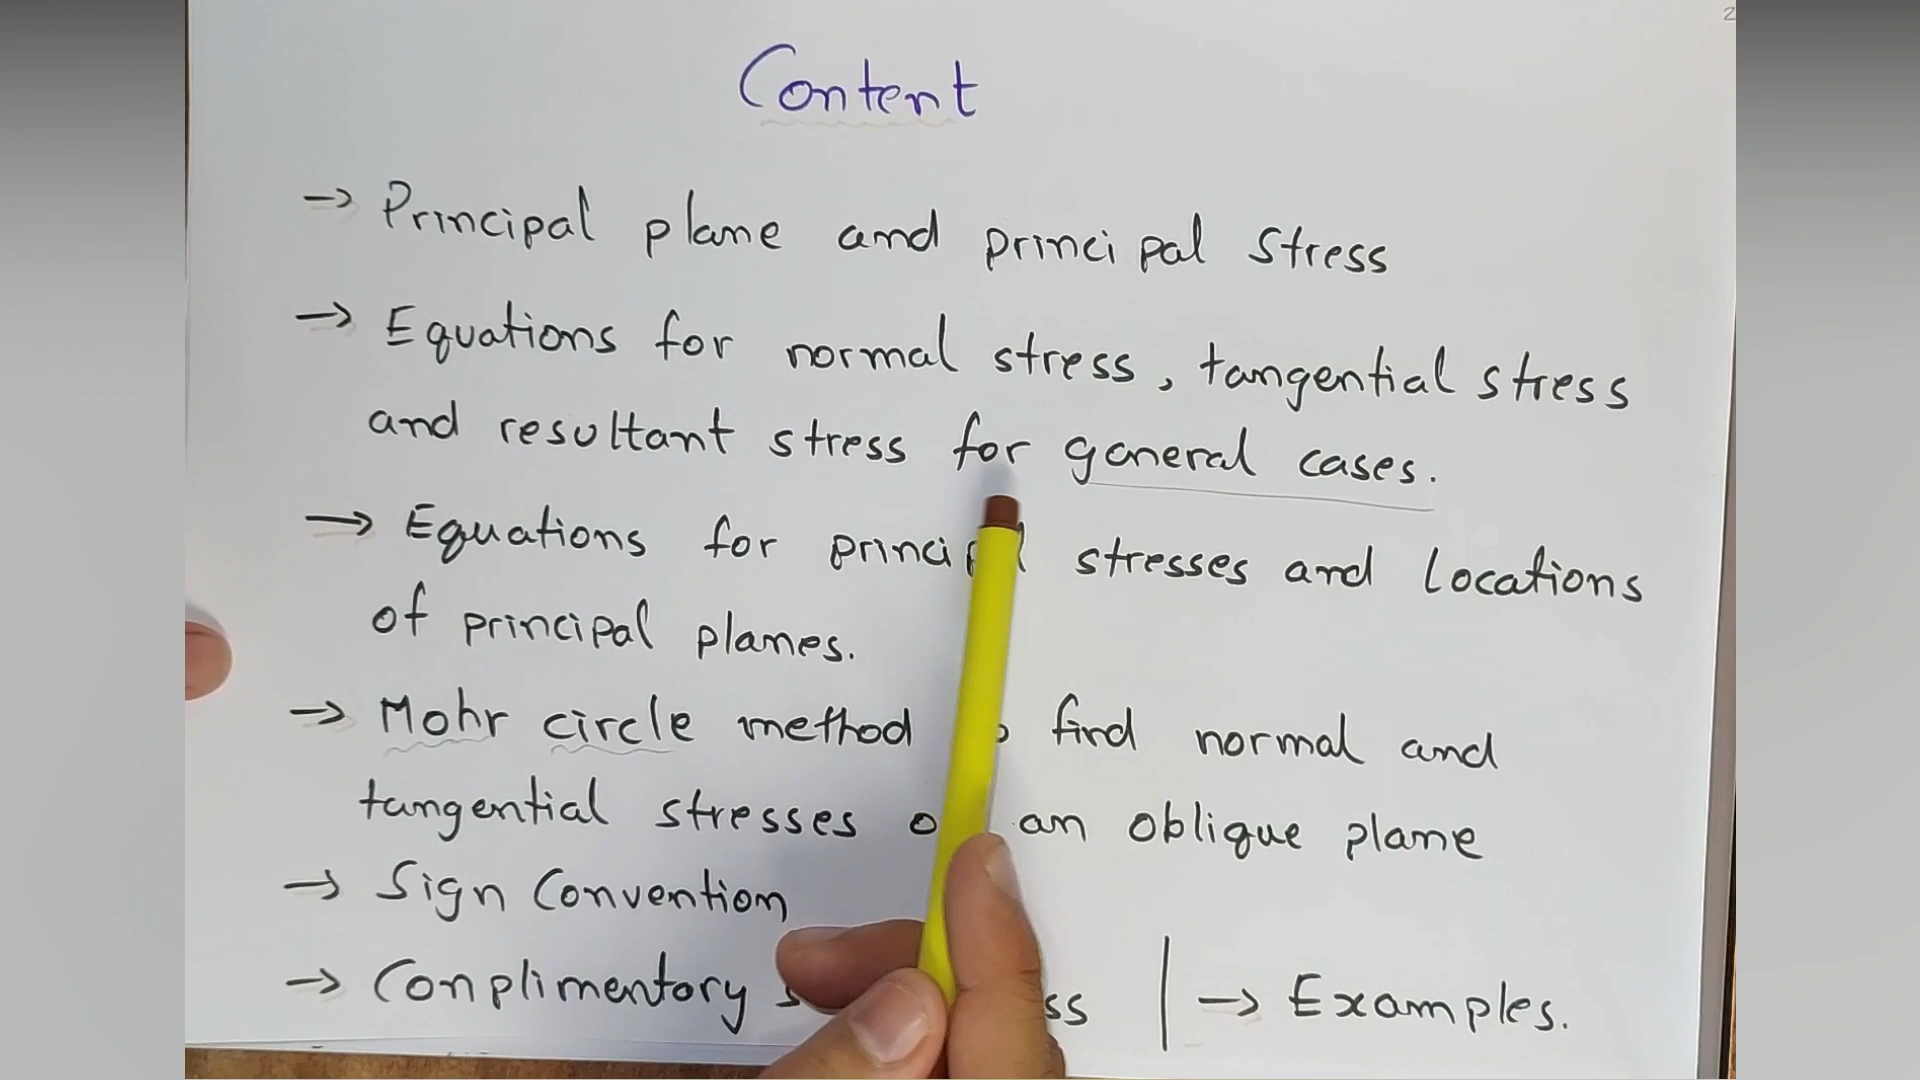 2
Content
→ Principal plane and principal stress
→ Equations for normal stress, tangential stress
and resultant stress for general cases.
→ Equations for stresses and locations
of principal planes.
→ Mohr circle method find normal and
tangential stresses an oblique plane
→ Sign Convention
→ Complimentory
→ Examples.